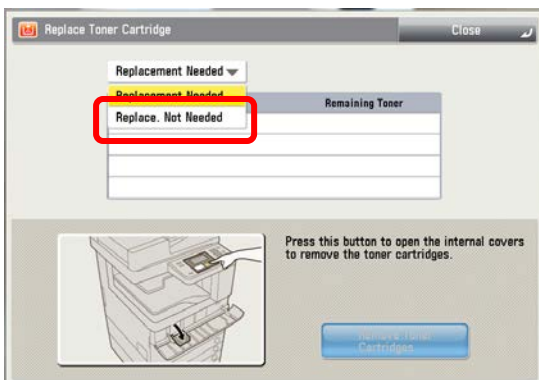 Replace Toner Cartridge
Close
Replacement Needed
Replacement Needed
Remaining Toner
Replace. Not Needed
Press this button to open the internal covers
to remove the toner cartridges.
Remove Toner
Cartridges